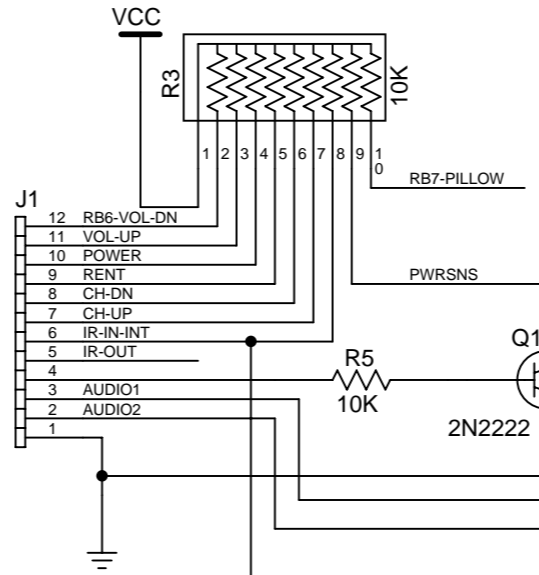 VCC
R3
10K
1 2 3 4 5 6 7 8 9 10
RB7-PILLOW
J1
12 RB6-VOL-DN
11 VOL-UP
10 POWER
9 RENT
PWRSNS
8 CH-DN
7 CH-UP
6 IR-IN-INT
5 IR-OUT
4
R5
10K
Q1
3 AUDIO1
2 AUDIO2
1
2N2222